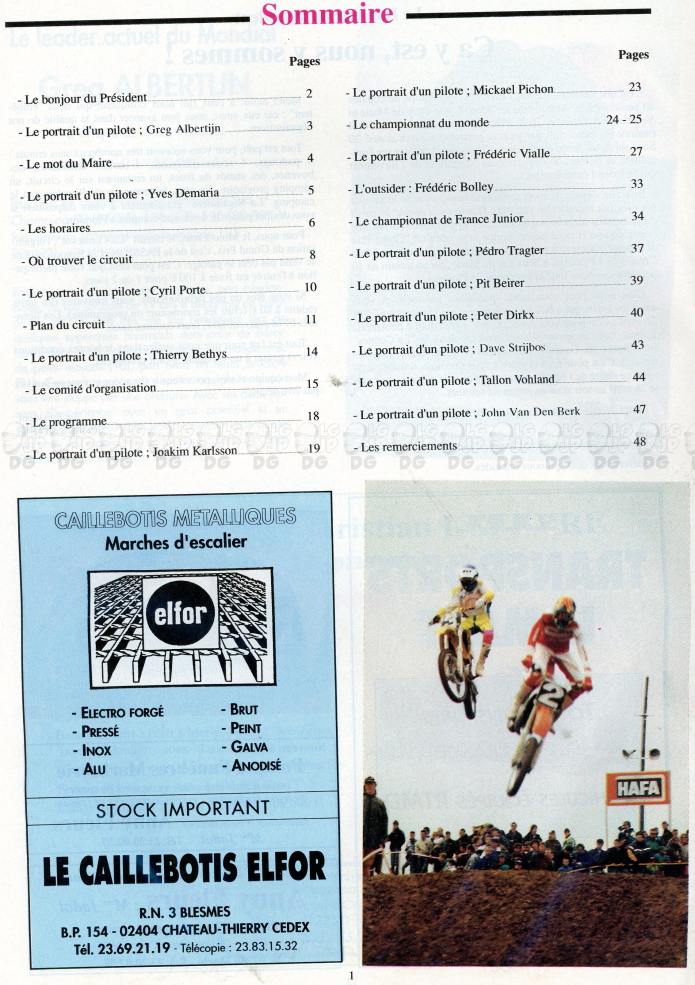 Sommaire
Pages
- Le bonjour du Président 2
- Le portrait d'un pilote ; Greg Albertijn 3
- Le mot du Maire 4
- Le portrait d'un pilote ; Yves Demaria 5
- Les horaires 6
- Où trouver le circuit 8
- Le portrait d'un pilote ; Cyril Porte 10
- Plan du circuit 11
- Le portrait d'un pilote ; Thierry Bethys 14
- Le comité d'organisation 15
- Le programme 18
- Le portrait d'un pilote ; Joakim Karlsson 19
Pages
- Le portrait d'un pilote ; Mickael Pichon 23
- Le championnat du monde 24 - 25
- Le portrait d'un pilote ; Frédéric Vialle 27
- L'outsider : Frédéric Bolley 33
- Le championnat de France Junior 34
- Le portrait d'un pilote ; Pédro Tragter 37
- Le portrait d'un pilote ; Pit Beirer 39
- Le portrait d'un pilote ; Peter Dirkx 40
- Le portrait d'un pilote ; Dave Strijbos 43
- Le portrait d'un pilote ; Tallon Vohland 44
- Le portrait d'un pilote ; John Van Den Berk 47
- Les remerciements 48
CAILLEBOTIS METALLIQUES
Marches d'escalier
elfor
- ELECTRO FORGÉ
- PRESSÉ
- INOX
- ALU
- BRUT
- PEINT
- GALVA
- ANODISÉ
STOCK IMPORTANT
LE CAILLEBOTIS ELFOR
R.N. 3 BLESMES
B.P. 154 - 02404 CHATEAU-THIERRY CEDEX
Tél. 23.69.21.19 - Télécopie : 23.83.15.32
2
HAFA
1